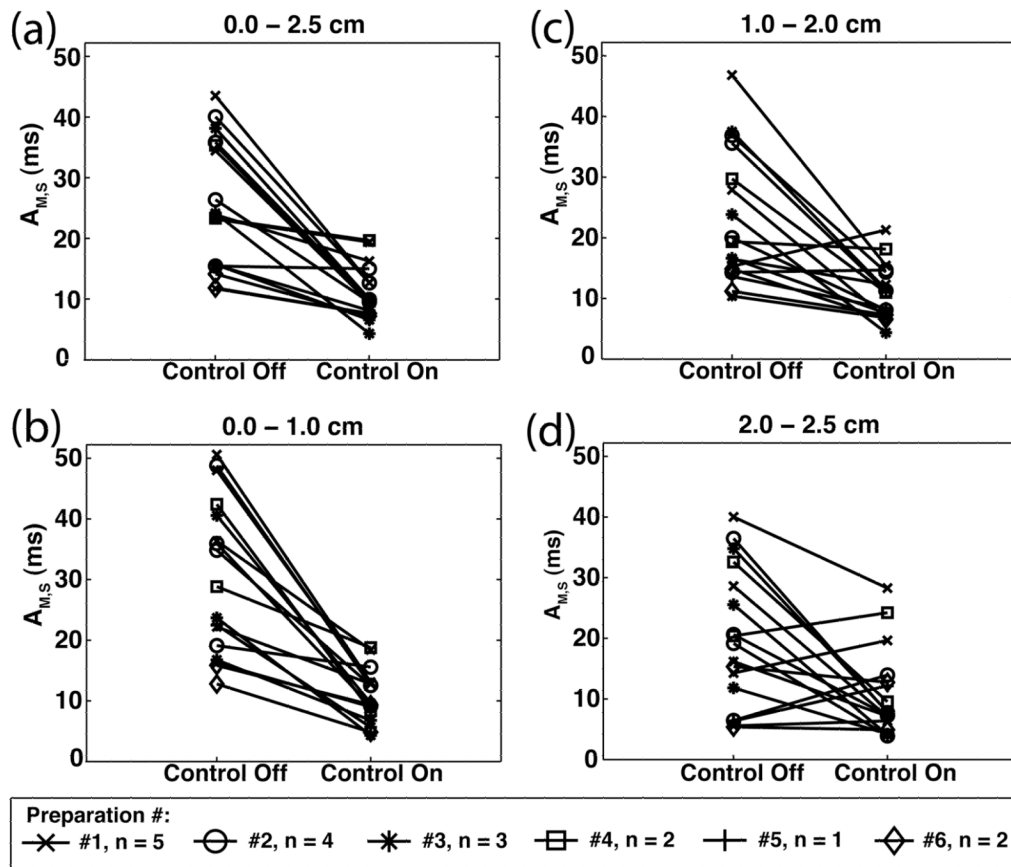 (a)
0.0 – 2.5 cm
50
40
30
20
10
0
A_M,S (ms)
Control Off Control On
(c)
1.0 – 2.0 cm
50
40
30
20
10
0
A_M,S (ms)
Control Off Control On
(b)
0.0 – 1.0 cm
50
40
30
20
10
0
A_M,S (ms)
Control Off Control On
(d)
2.0 – 2.5 cm
50
40
30
20
10
0
A_M,S (ms)
Control Off Control On
Preparation #:
#1, n = 5 #2, n = 4 #3, n = 3 #4, n = 2 #5, n = 1 #6, n = 2